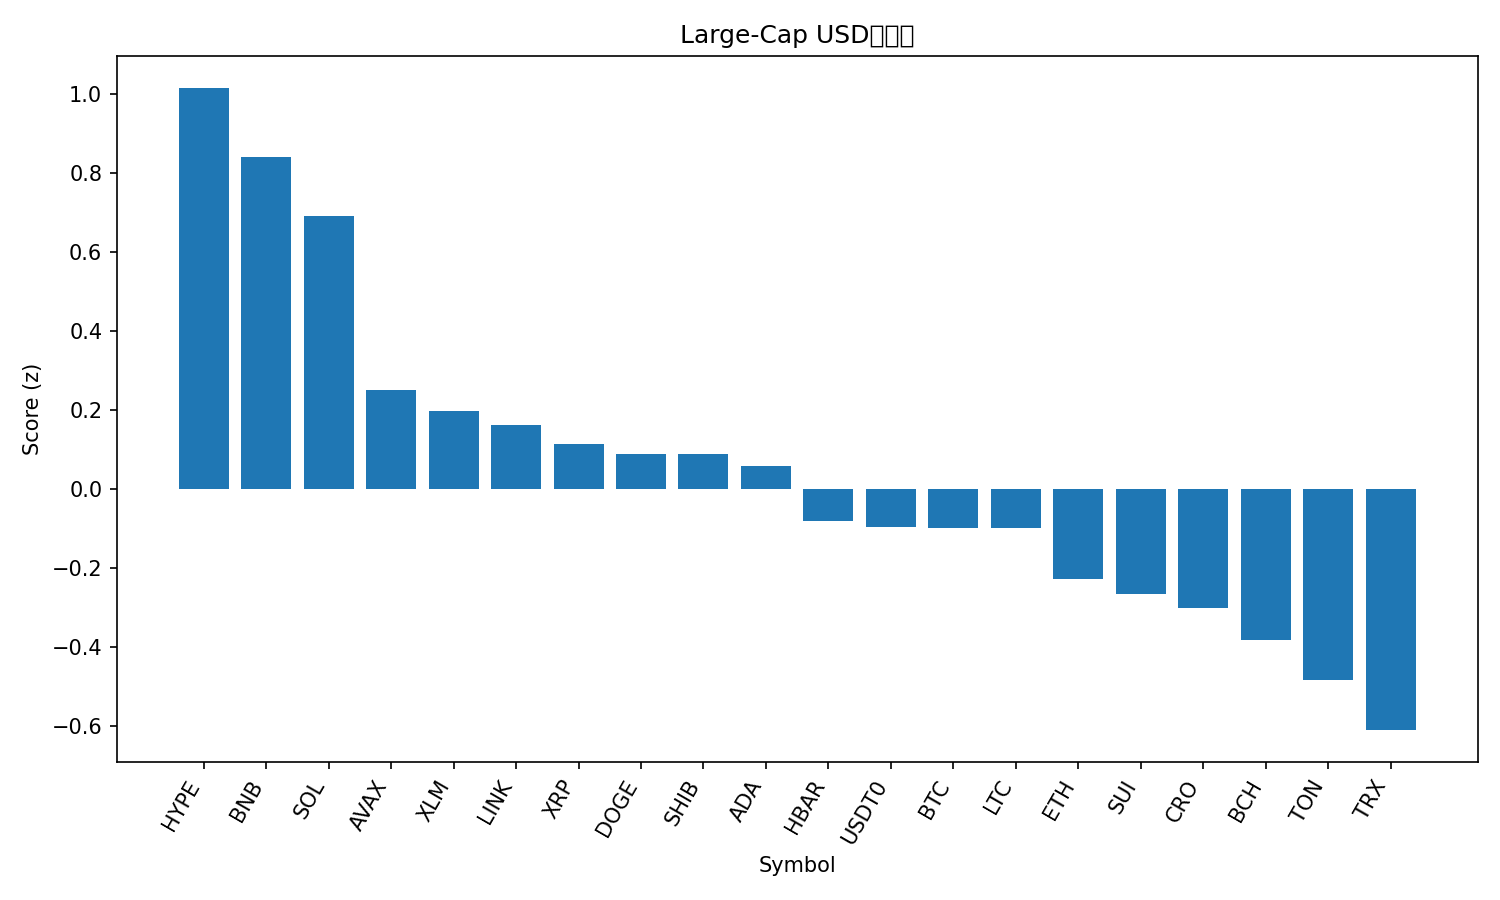 Large-Cap USD
Score (z)
1.0
0.8
0.6
0.4
0.2
0.0
−0.2
−0.4
−0.6
HYPE
BNB
SOL
AVAX
XLM
LINK
XRP
DOGE
SHIB
ADA
HBAR
USDT0
BTC
LTC
ETH
SUI
CRO
BCH
TON
TRX
Symbol